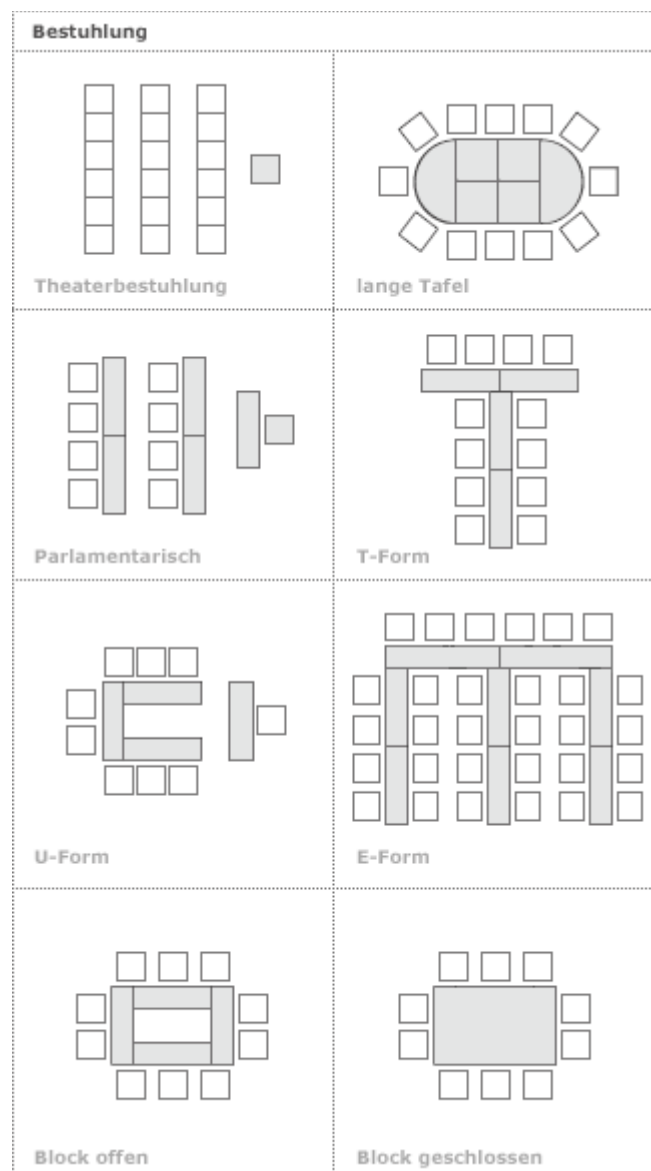 Bestuhlung
Theaterbestuhlung
lange Tafel
Parlamentarisch
T-Form
U-Form
E-Form
Block offen
Block geschlossen